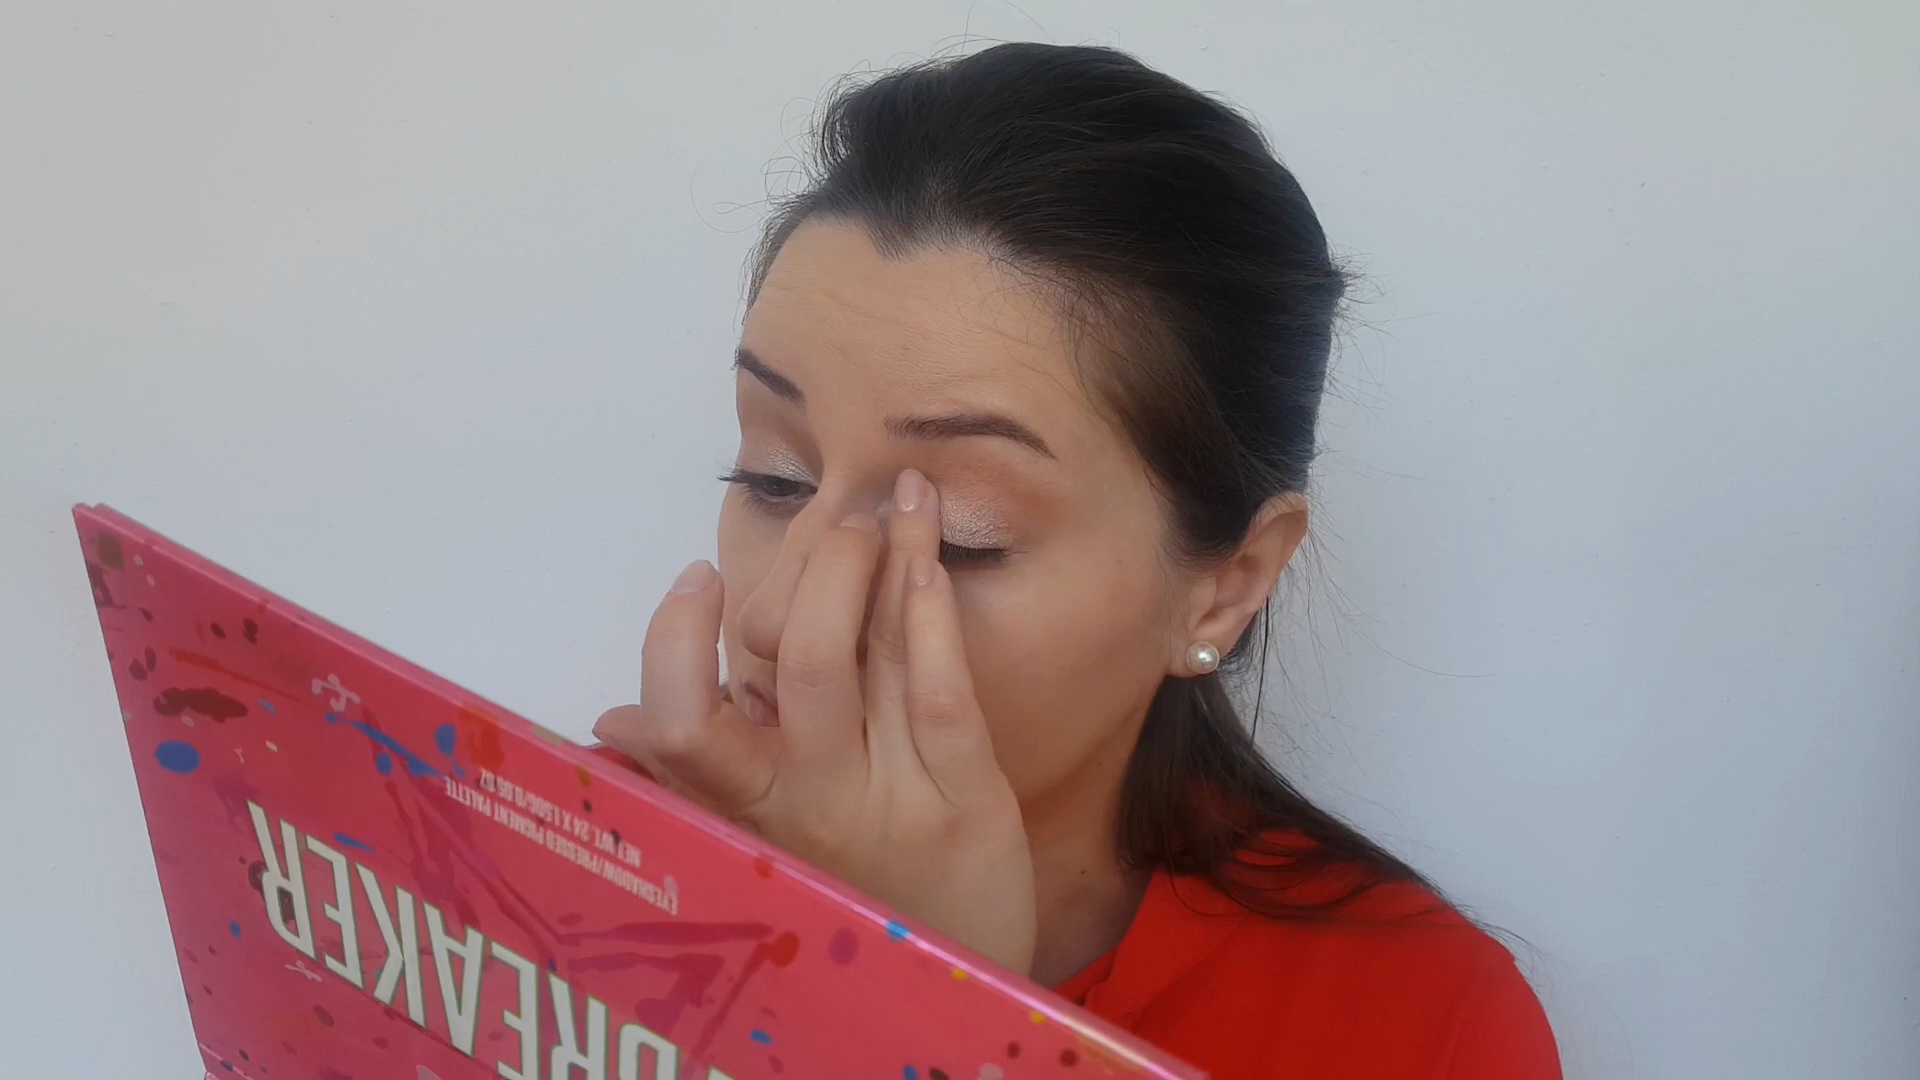 BREAKER
EYESHADOW/PRESSED PIGMENT PALETTE
NET WT. 24 X 1.50G/0.05 OZ